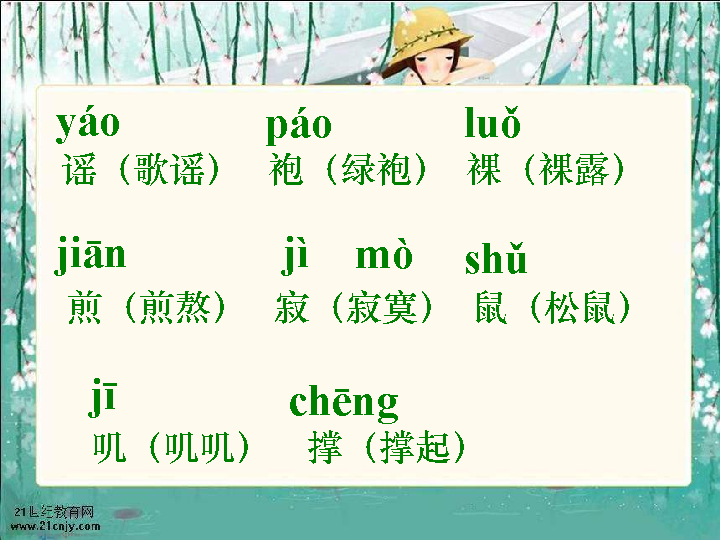 yáo páo luǒ
谣（歌谣） 袍（绿袍） 裸（裸露）
jiān jì mò shǔ
煎（煎熬） 寂（寂寞） 鼠（松鼠）
jī chēng
叽（叽叽） 撑（撑起）
21世纪教育网
www.21cnjy.com